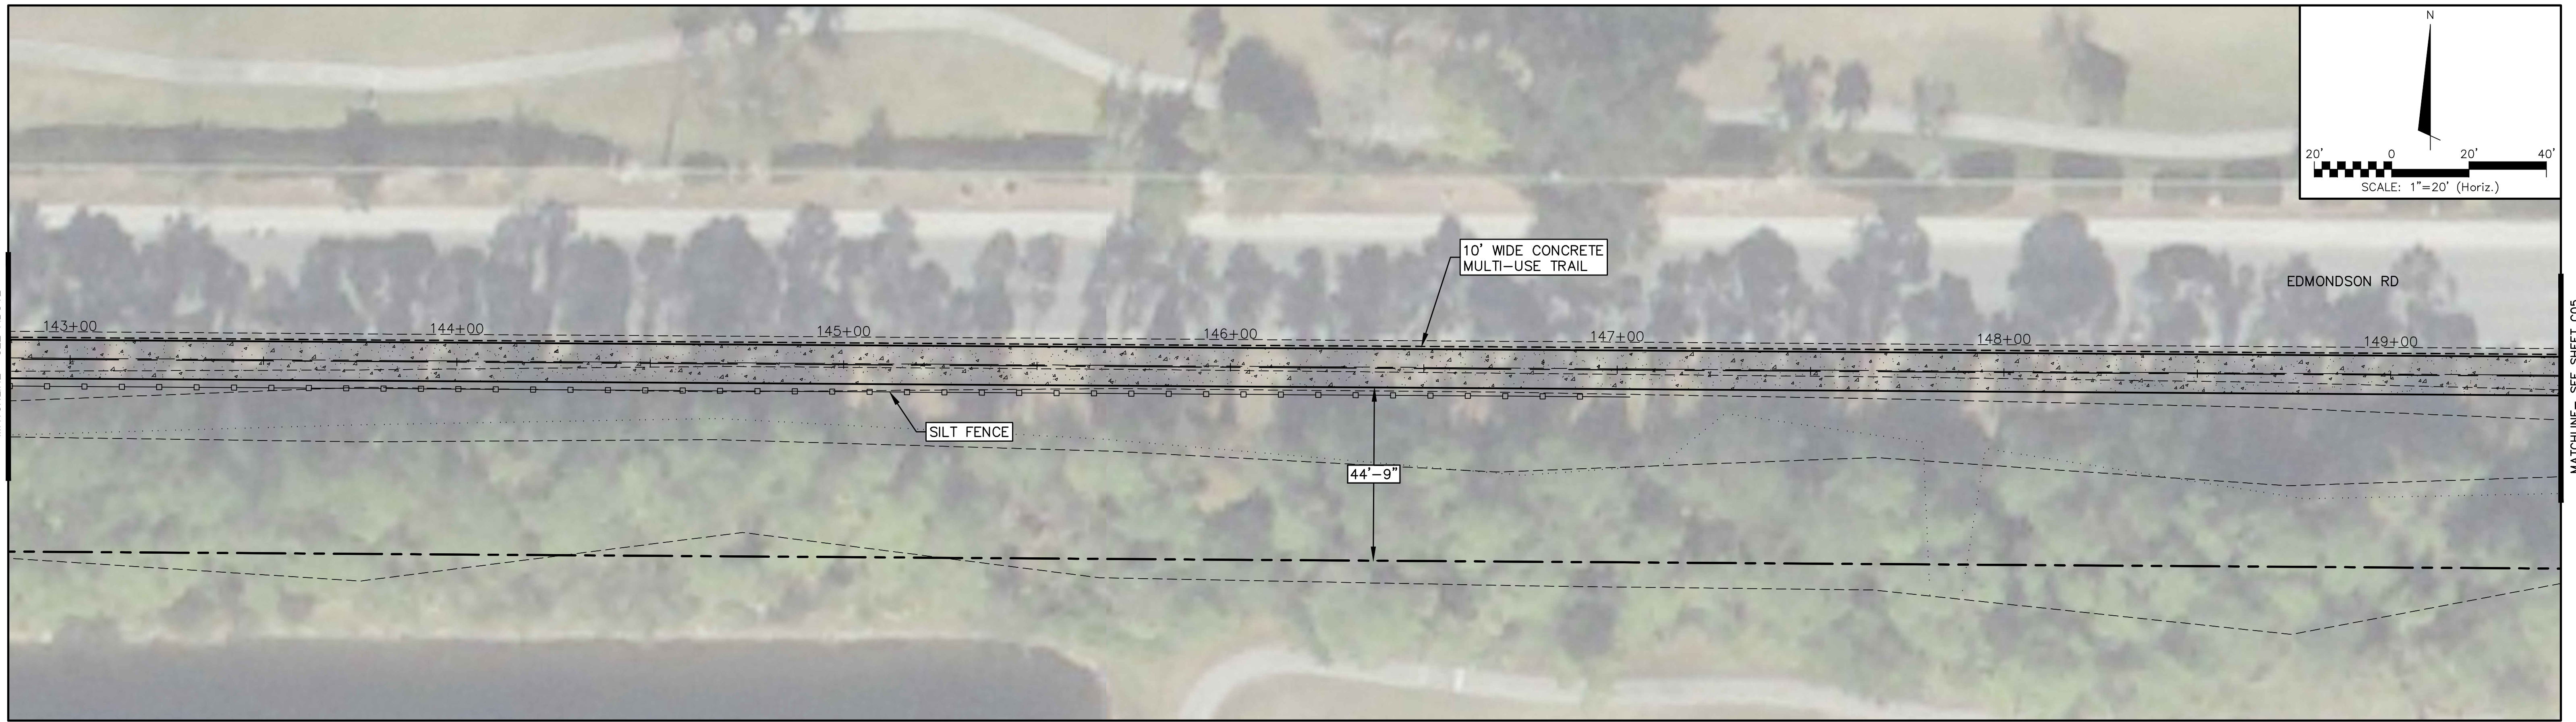 N
20' 0 20' 40'
SCALE: 1"=20' (Horiz.)
10' WIDE CONCRETE
MULTI-USE TRAIL
EDMONDSON RD
143+00 144+00 145+00 146+00 147+00 148+00 149+00
SILT FENCE
44'-9"
MATCHLINE- SEE SHEET C05